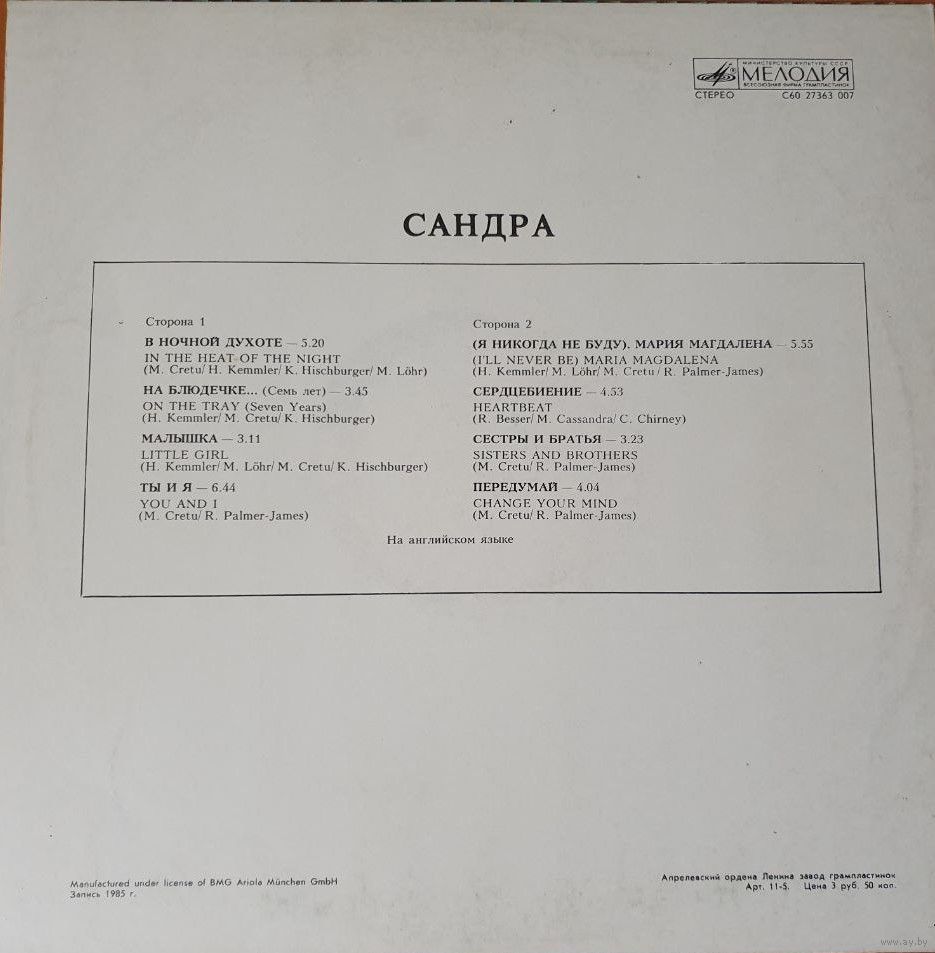 МИНИСТЕРСТВО КУЛЬТУРЫ СССР
МЕЛОДИЯ
ВСЕСОЮЗНАЯ ФИРМА ГРАМПЛАСТИНОК
СТЕРЕО С60 27363 007
САНДРА
Сторона 1
В НОЧНОЙ ДУХОТЕ — 5.20
IN THE HEAT OF THE NIGHT
(M. Cretu/ H. Kemmler/ K. Hischburger/ M. Löhr)
НА БЛЮДЕЧКЕ... (Семь лет) — 3.45
ON THE TRAY (Seven Years)
(H. Kemmler/ M. Cretu/ K. Hischburger)
МАЛЫШКА — 3.11
LITTLE GIRL
(H. Kemmler/ M. Löhr/ M. Cretu/ K. Hischburger)
ТЫ И Я — 6.44
YOU AND I
(M. Cretu/ R. Palmer-James)
Сторона 2
(Я НИКОГДА НЕ БУДУ). МАРИЯ МАГДАЛЕНА — 5.55
(I'LL NEVER BE) MARIA MAGDALENA
(H. Kemmler/ M. Löhr/ M. Cretu / R. Palmer-James)
СЕРДЦЕБИЕНИЕ — 4.53
HEARTBEAT
(R. Besser/ M. Cassandra/ C. Chirney)
СЕСТРЫ И БРАТЬЯ — 3.23
SISTERS AND BROTHERS
(M. Cretu/ R. Palmer-James)
ПЕРЕДУМАЙ — 4.04
CHANGE YOUR MIND
(M. Cretu/ R. Palmer-James)
На английском языке
Manufactured under license of BMG Ariola München GmbH
Запись 1985 г.
Апрелевский ордена Ленина завод грампластинок
Арт. 11-5. Цена 3 руб. 50 коп.
www.ay.by